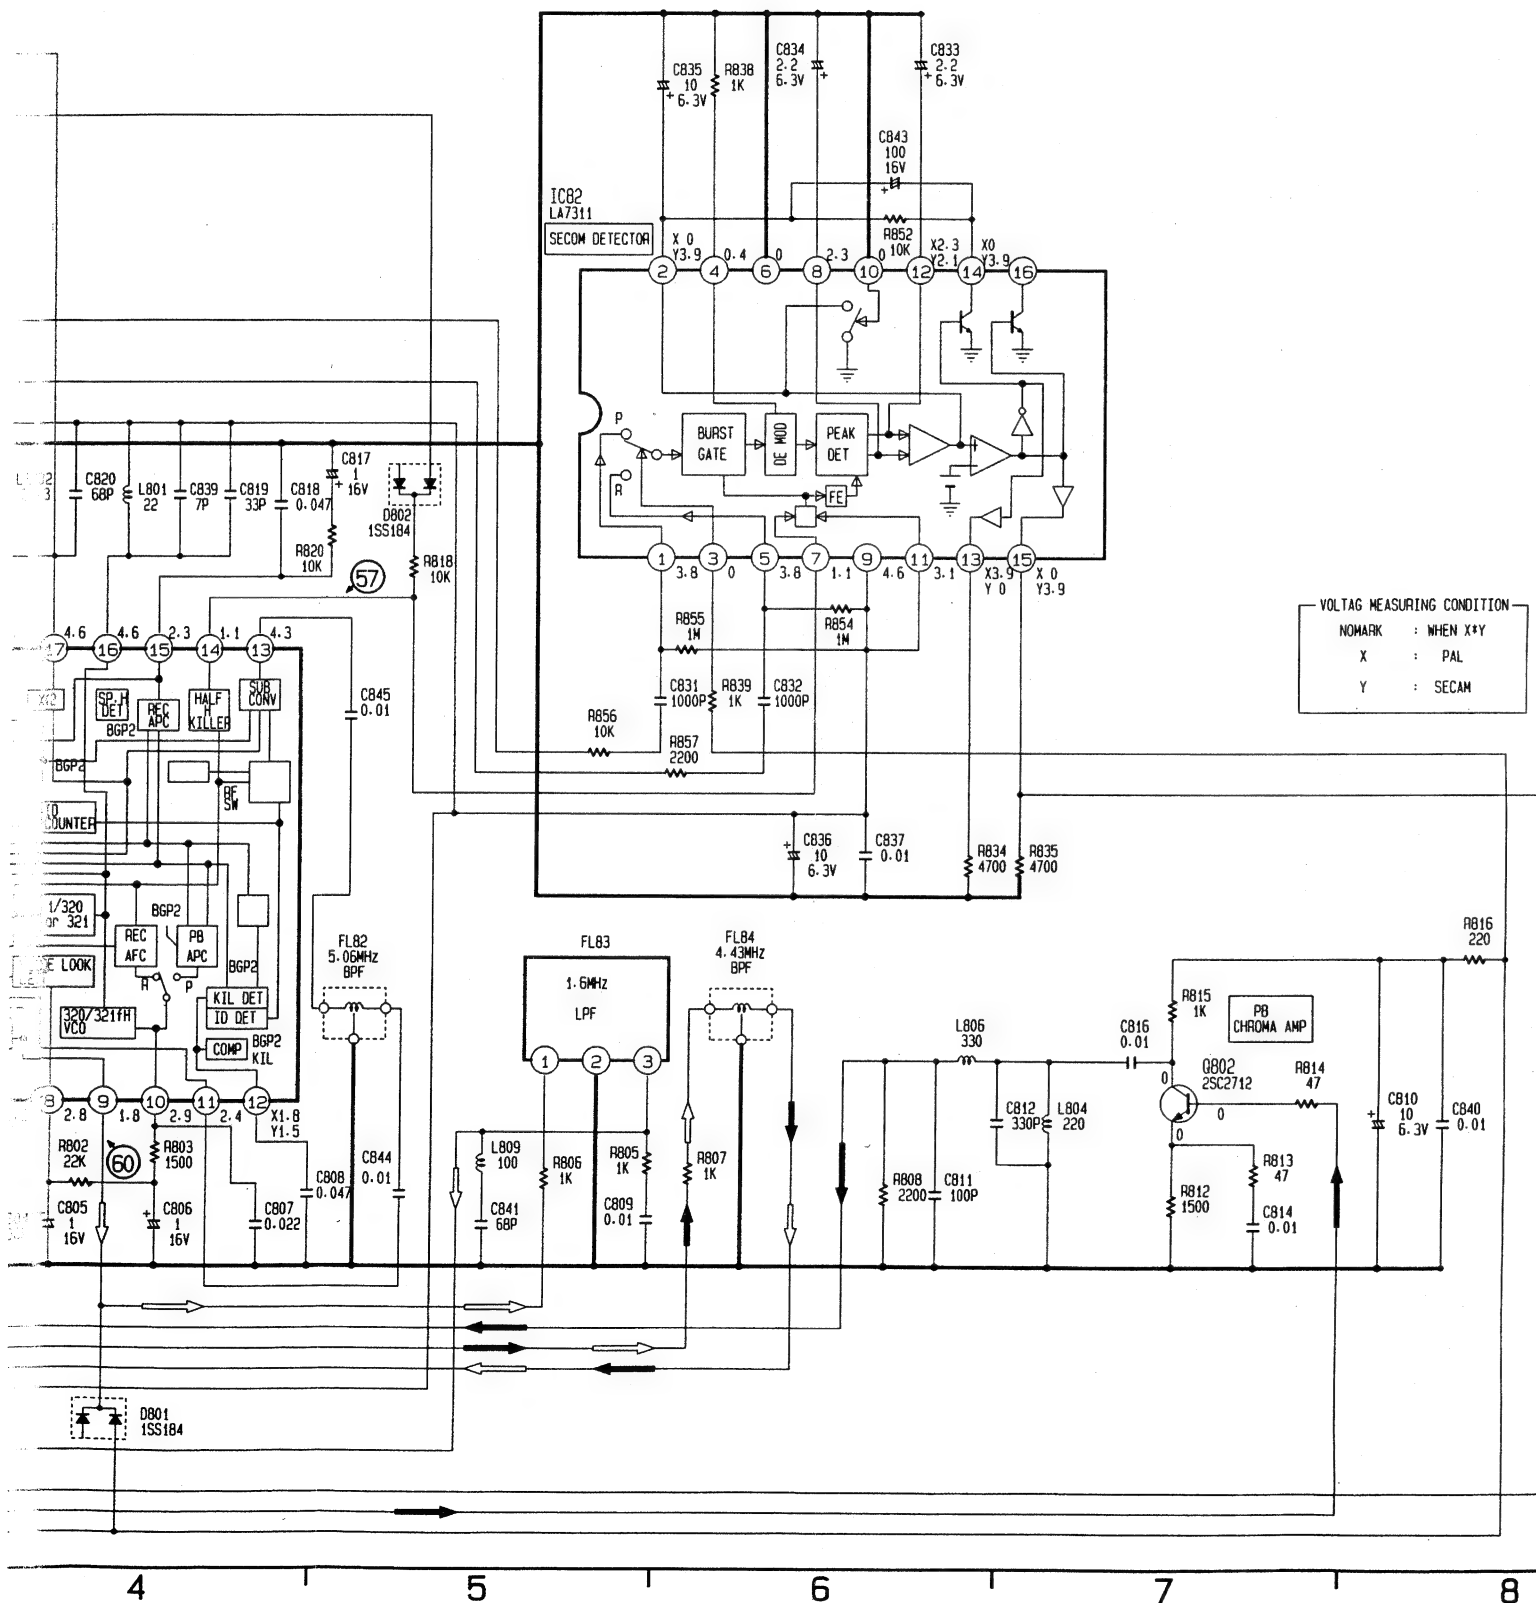 C835
10
6.3V
R838
1K
C834
2.2
6.3V
C833
2.2
6.3V
C843
100
16V
IC82
LA7311
SECOM DETECTOR
R852
10K
X 0
Y3.9
0.4
0
2.3
0
X2.3
Y2.1
X0
Y3.9
2 4 6 8 10 12 14 16
P
R
BURST
GATE
DE MOD
PEAK
DET
FE
1 3 5 7 9 11 13 15
3.8
0
3.8
1.1
4.6
3.1
X3.9
Y 0
X 0
Y3.9
C820
68P
L801
22
C839
7P
C819
33P
C818
0.047
C817
1
16V
D802
1SS184
R820
10K
R818
10K
57
R855
1M
R854
1M
VOLTAG MEASURING CONDITION
NOMARK : WHEN X*Y
X : PAL
Y : SECAM
4.6
4.6
2.3
1.1
4.3
17 16 15 14 13
SP.H
DET
BGP2
REC
APC
HALF
H
KILLER
SUB
CONV
C845
0.01
C831
1000P
R839
1K
C832
1000P
R856
10K
R857
2200
BGP2
RF
SW
COUNTER
C836
10
6.3V
C837
0.01
R834
4700
R835
4700
1/320
or 321
BGP2
REC
AFC
PB
APC
BGP2
R
P
LOOK
KIL DET
ID DET
320/321fH
VCO
COMP
BGP2
KIL
FL82
5.06MHz
BPF
FL83
1.6MHz
LPF
1 2 3
FL84
4.43MHz
BPF
R816
220
R815
1K
PB
CHROMA AMP
L806
330
C816
0.01
Q802
2SC2712
0
0
0
R814
47
8 9 10 11 12
2.8
1.8
2.9
2.4
X1.8
Y1.5
R802
22K
60
R803
1500
C808
0.047
C844
0.01
L809
100
R806
1K
R805
1K
R807
1K
C812
330P
L804
220
C810
10
6.3V
C840
0.01
C805
1
16V
C806
1
16V
C807
0.022
C841
68P
C809
0.01
R808
2200
C811
100P
R812
1500
R813
47
C814
0.01
D801
1SS184
4 5 6 7 8